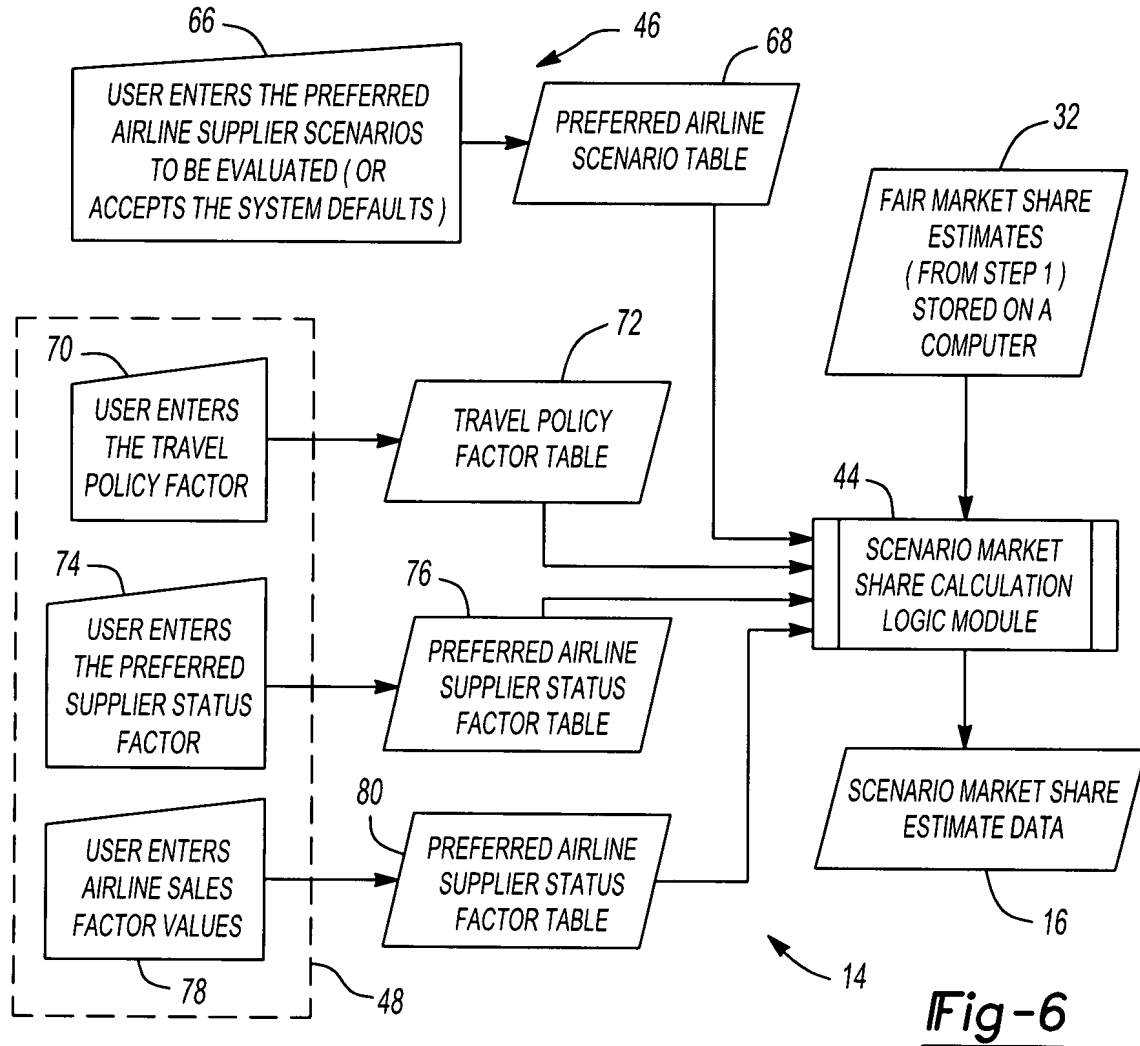 66
46
68
USER ENTERS THE PREFERRED
AIRLINE SUPPLIER SCENARIOS
TO BE EVALUATED ( OR
ACCEPTS THE SYSTEM DEFAULTS )
PREFERRED AIRLINE
SCENARIO TABLE
32
FAIR MARKET SHARE
ESTIMATES
( FROM STEP 1 )
STORED ON A
COMPUTER
70
USER ENTERS
THE TRAVEL
POLICY FACTOR
72
TRAVEL POLICY
FACTOR TABLE
44
SCENARIO MARKET
SHARE CALCULATION
LOGIC MODULE
74
USER ENTERS
THE PREFERRED
SUPPLIER STATUS
FACTOR
76
PREFERRED AIRLINE
SUPPLIER STATUS
FACTOR TABLE
SCENARIO MARKET SHARE
ESTIMATE DATA
16
USER ENTERS
AIRLINE SALES
FACTOR VALUES
78
80
PREFERRED AIRLINE
SUPPLIER STATUS
FACTOR TABLE
48
14
Fig-6